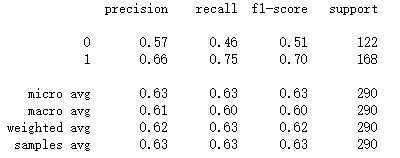 precision recall f1-score support
0 0.57 0.46 0.51 122
1 0.66 0.75 0.70 168
micro avg 0.63 0.63 0.63 290
macro avg 0.61 0.60 0.60 290
weighted avg 0.62 0.63 0.62 290
samples avg 0.63 0.63 0.63 290